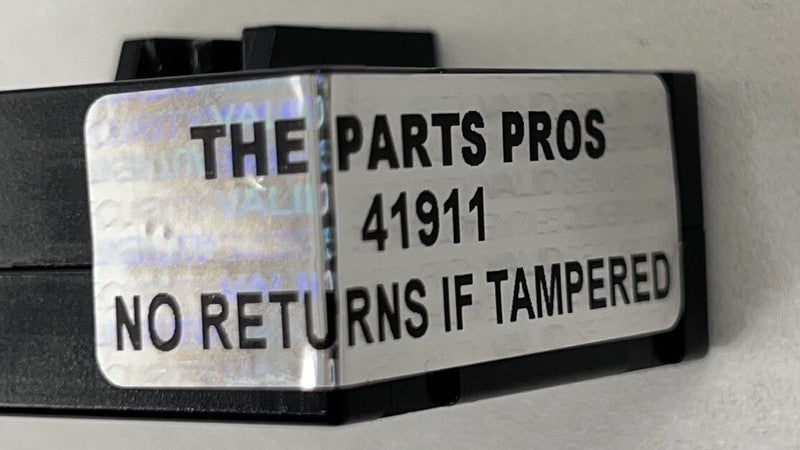 THE PARTS PROS
41911
NO RETURNS IF TAMPERED